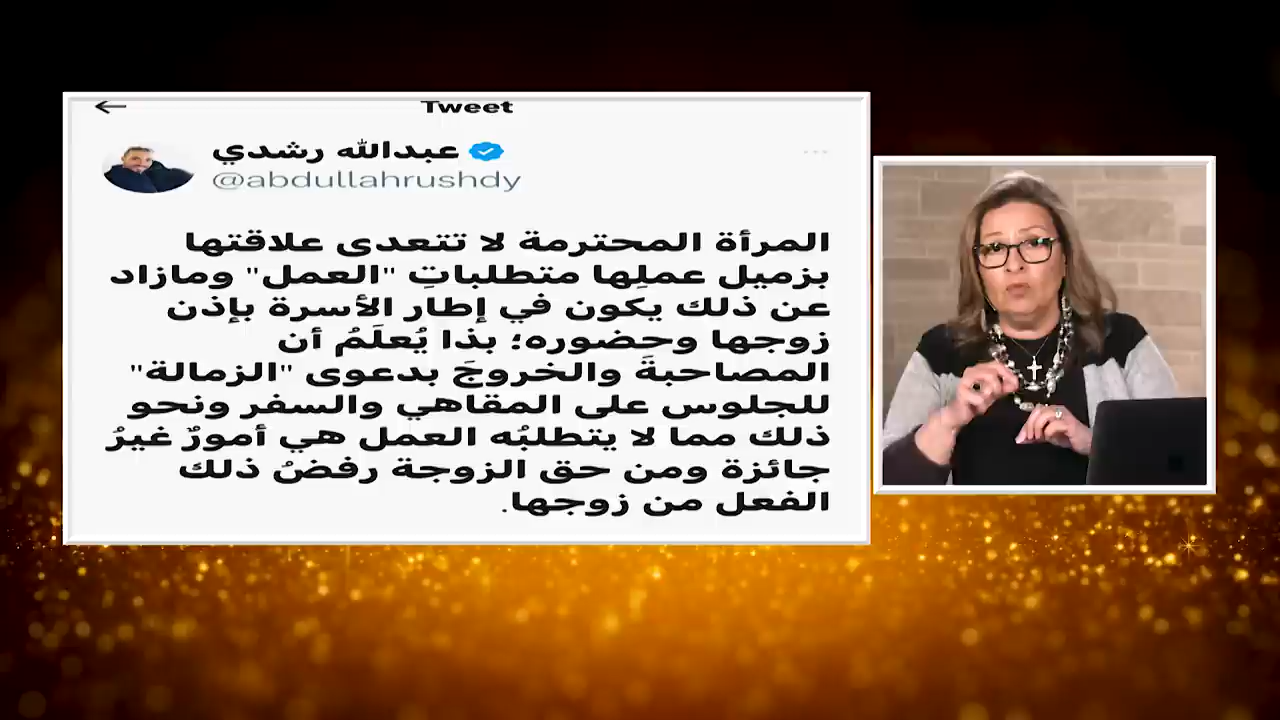 Tweet
عبدالله رشدي
@abdullahrushdy
المرأة المحترمة لا تتعدى علاقتها
بزميل عملِها متطلباتِ "العمل" ومازاد
عن ذلك يكون في إطار الأسرة بإذن
زوجها وحضوره؛ بذا يُعلَمُ أن
المصاحبةَ والخروجَ بدعوى "الزمالة"
للجلوس على المقاهي والسفر ونحو
ذلك مما لا يتطلبُه العمل هي أمورٌ غيرُ
جائزة ومن حق الزوجة رفضُ ذلك
الفعل من زوجها.